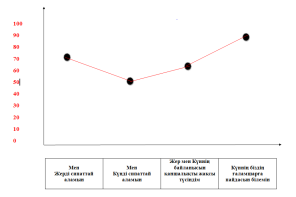 100
90
80
70
60
50
40
30
20
10
0
Мен
Жерді сипаттай
аламын
Мен
Күнді сипаттай
аламын
Жер мен Күннің
байланысын
қаншалықты жақсы
түсіндім
Күннің біздің
ғаламшарға
пайдасын білемін